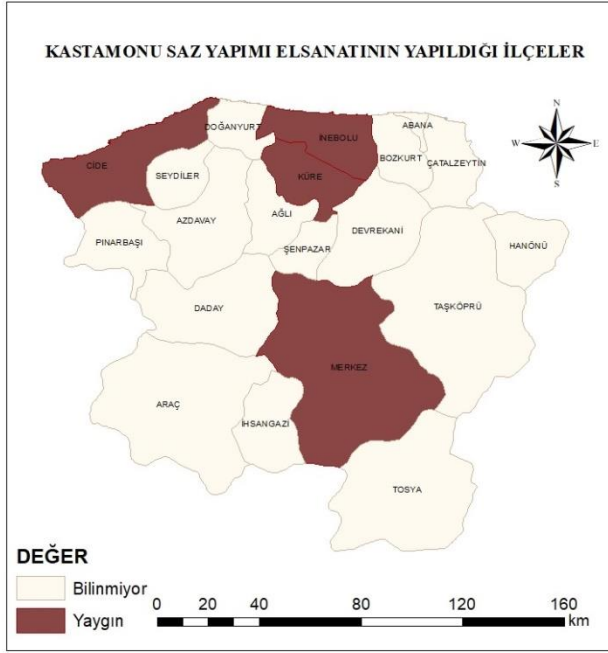 KASTAMONU SAZ YAPIMI ELSANATININ YAPILDIĞI İLÇELER
N
W
E
S
DOĞANYURT
İNEBOLU
ABANA
CİDE
BOZKURT
ÇATALZEYTİN
SEYDİLER
KÜRE
AZDAVAY
AĞLI
DEVREKANİ
PINARBAŞI
ŞENPAZAR
HANÖNÜ
DADAY
TAŞKÖPRÜ
MERKEZ
ARAÇ
İHSANGAZİ
TOSYA
DEĞER
Bilinmiyor
Yaygın
0 20 40 80 120 160
km